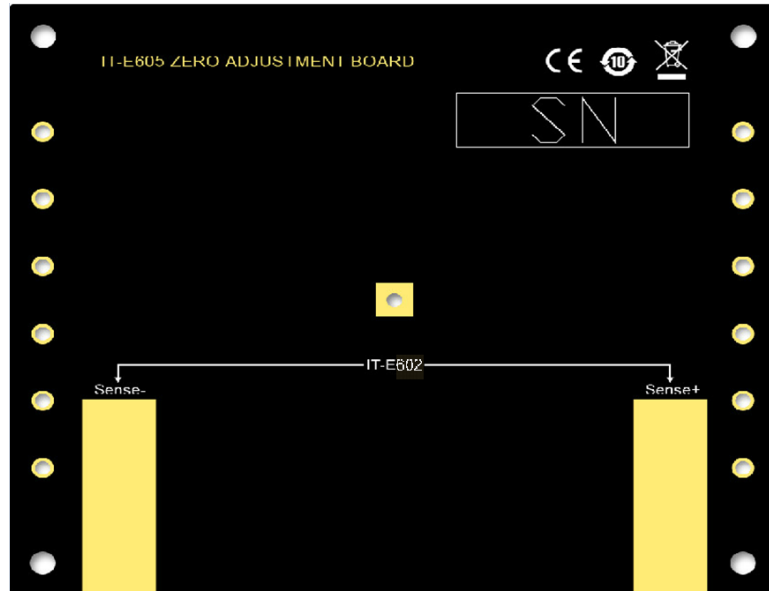 IT-E605 ZERO ADJUSTMENT BOARD
CE 10
SN
IT-E602
Sense- Sense+